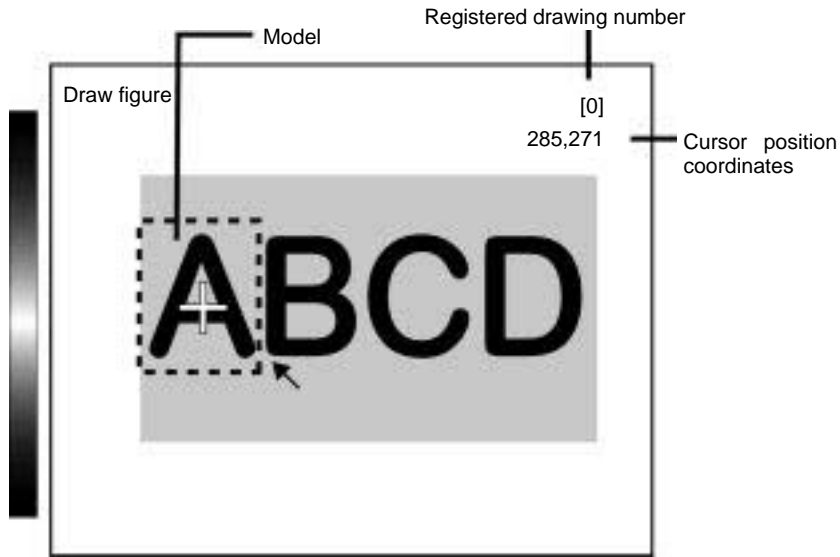 Registered drawing number
Model
Draw figure
[0]
285,271
Cursor position
coordinates
ABCD